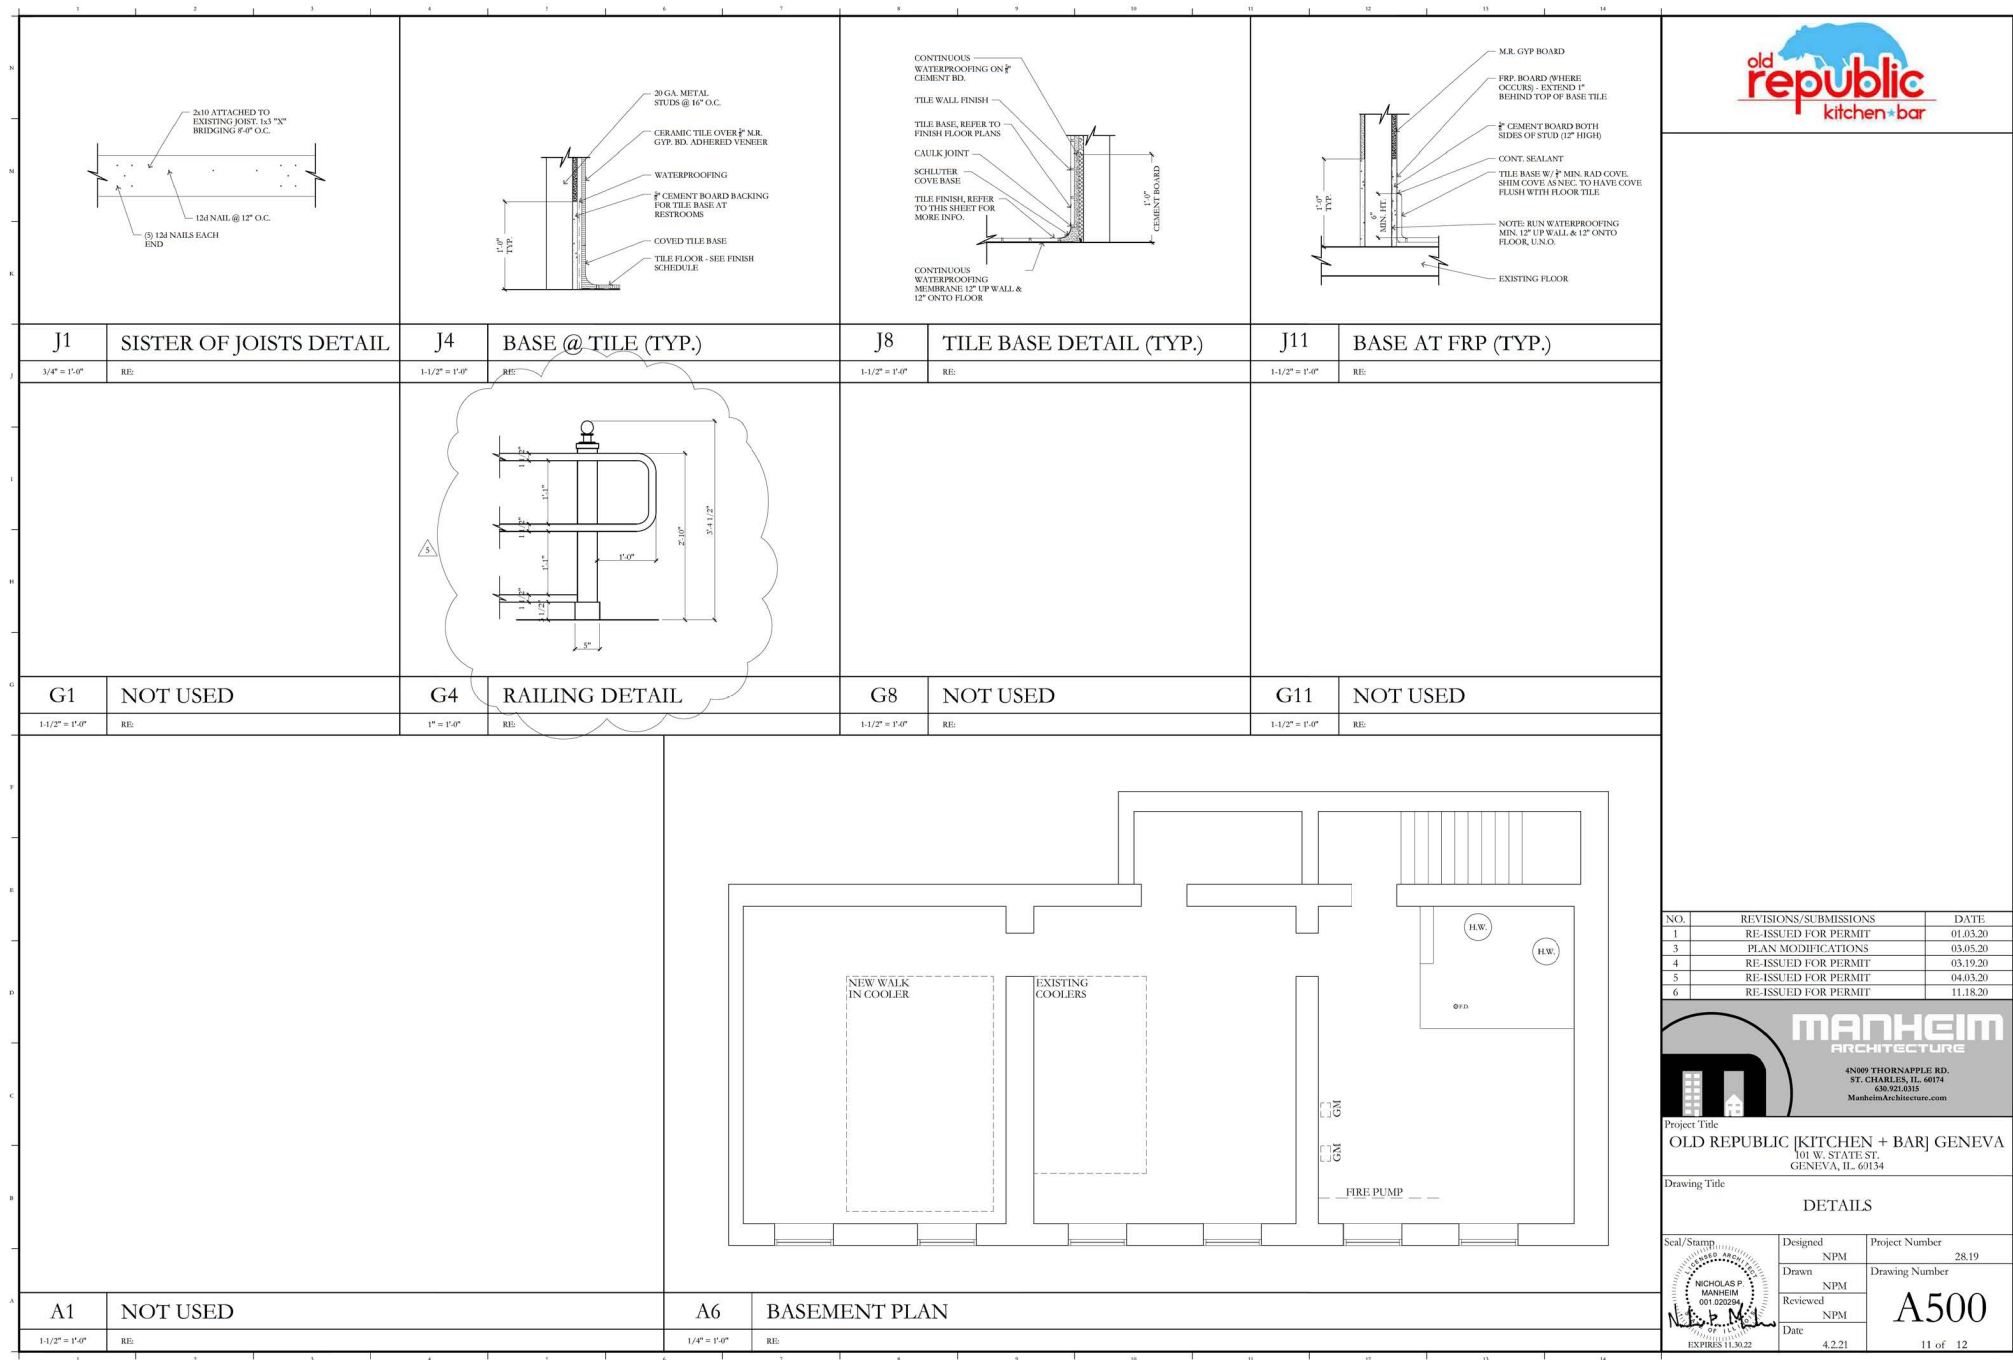 2x10 ATTACHED TO
EXISTING JOIST. 1x3 "X"
BRIDGING 8'-0" O.C.
12d NAIL @ 12" O.C.
(5) 12d NAILS EACH
END
J1
SISTER OF JOISTS DETAIL
3/4" = 1'-0"
RE:
20 GA. METAL
STUDS @ 16" O.C.
CERAMIC TILE OVER M.R.
GYP. BD. ADHERED VENEER
WATERPROOFING
CEMENT BOARD BACKING
FOR TILE BASE AT
RESTROOMS
COVED TILE BASE
TILE FLOOR - SEE FINISH
SCHEDULE
1'-0"
TYP.
J4
BASE @ TILE (TYP.)
1-1/2" = 1'-0"
RE:
CONTINUOUS
WATERPROOFING ON
CEMENT BD.
TILE WALL FINISH
TILE BASE, REFER TO
FINISH FLOOR PLANS
CAULK JOINT
SCHLUTER
COVE BASE
TILE FINISH, REFER
TO THIS SHEET FOR
MORE INFO.
CONTINUOUS
WATERPROOFING
MEMBRANE 12" UP WALL &
12" ONTO FLOOR
1'-0"
CEMENT BOARD
J8
TILE BASE DETAIL (TYP.)
1-1/2" = 1'-0"
RE:
M.R. GYP BOARD
FRP. BOARD (WHERE
OCCURS) - EXTEND 1"
BEHIND TOP OF BASE TILE
CEMENT BOARD BOTH
SIDES OF STUD (12" HIGH)
CONT. SEALANT
TILE BASE W/ MIN. RAD COVE.
SHIM COVE AS NEC. TO HAVE COVE
FLUSH WITH FLOOR TILE
NOTE: RUN WATERPROOFING
MIN. 12" UP WALL & 12" ONTO
FLOOR, U.N.O.
EXISTING FLOOR
1'-0"
TYP.
6"
MIN. HT.
J11
BASE AT FRP (TYP.)
1-1/2" = 1'-0"
RE:
G1
NOT USED
1-1/2" = 1'-0"
RE:
1 1/2"
1'-1"
1 1/2"
1'-1"
1 1/2"
1'-0"
2'-10"
3'-4 1/2"
5"
5
G4
RAILING DETAIL
1" = 1'-0"
RE:
G8
NOT USED
1-1/2" = 1'-0"
RE:
G11
NOT USED
1-1/2" = 1'-0"
RE:
A1
NOT USED
1-1/2" = 1'-0"
RE:
NEW WALK
IN COOLER
EXISTING
COOLERS
H.W.
H.W.
F.D.
GM
GM
FIRE PUMP
A6
BASEMENT PLAN
1/4" = 1'-0"
RE:
old
republic
kitchen bar
NO. REVISIONS/SUBMISSIONS DATE
1 RE-ISSUED FOR PERMIT 01.03.20
3 PLAN MODIFICATIONS 03.05.20
4 RE-ISSUED FOR PERMIT 03.19.20
5 RE-ISSUED FOR PERMIT 04.03.20
6 RE-ISSUED FOR PERMIT 11.18.20
MANHEIM
ARCHITECTURE
4N009 THORNAPPLE RD.
ST. CHARLES, IL. 60174
630.921.0315
ManheimArchitecture.com
Project Title
OLD REPUBLIC [KITCHEN + BAR] GENEVA
101 W. STATE ST.
GENEVA, IL. 60134
Drawing Title
DETAILS
Seal/Stamp
LICENSED ARCHITECT
NICHOLAS P.
MANHEIM
001.020294
OF ILLINOIS
EXPIRES 11.30.22
Designed
NPM
Drawn
NPM
Reviewed
NPM
Date
4.2.21
Project Number
28.19
Drawing Number
A500
11 of 12